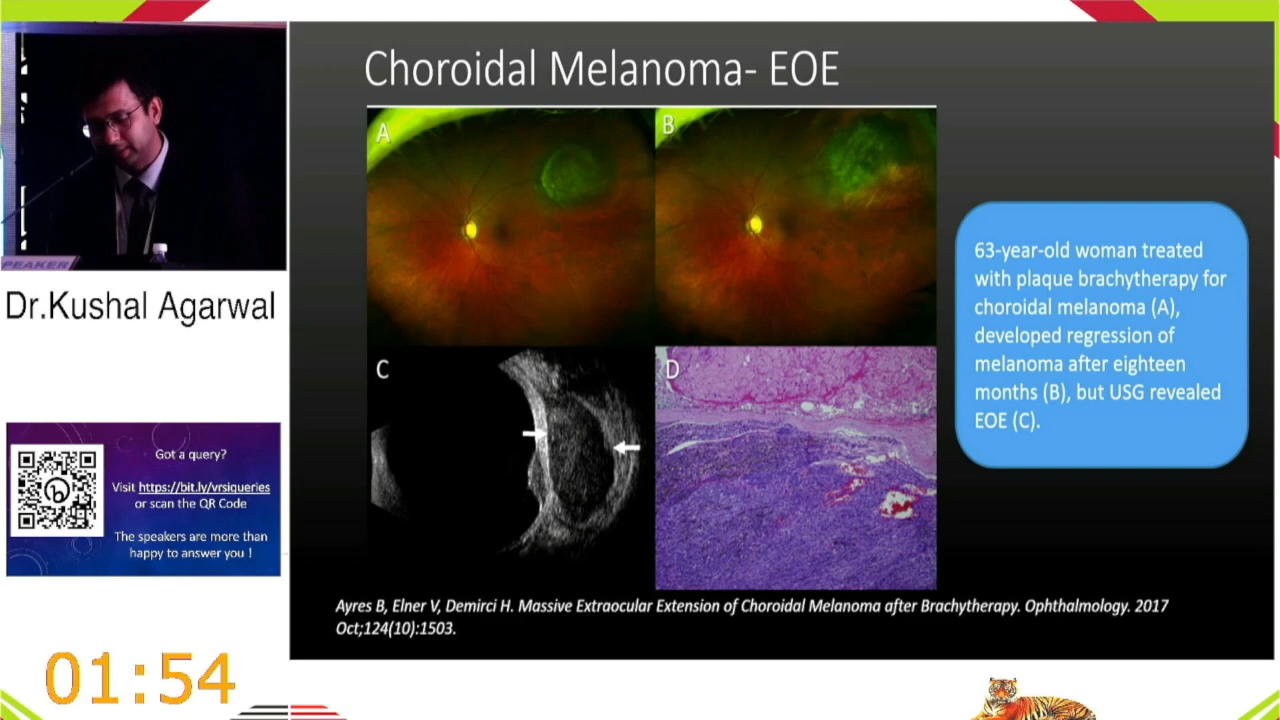 Choroidal Melanoma- EOE
A
B
C
D
63-year-old woman treated
with plaque brachytherapy for
choroidal melanoma (A),
developed regression of
melanoma after eighteen
months (B), but USG revealed
EOE (C).
Ayres B, Elner V, Demirci H. Massive Extraocular Extension of Choroidal Melanoma after Brachytherapy. Ophthalmology. 2017
Oct;124(10):1503.
PEAKER
Dr.Kushal Agarwal
Got a query?
Visit https://bit.ly/vrsiqueries
or scan the QR Code
The speakers are more than
happy to answer you !
01:54